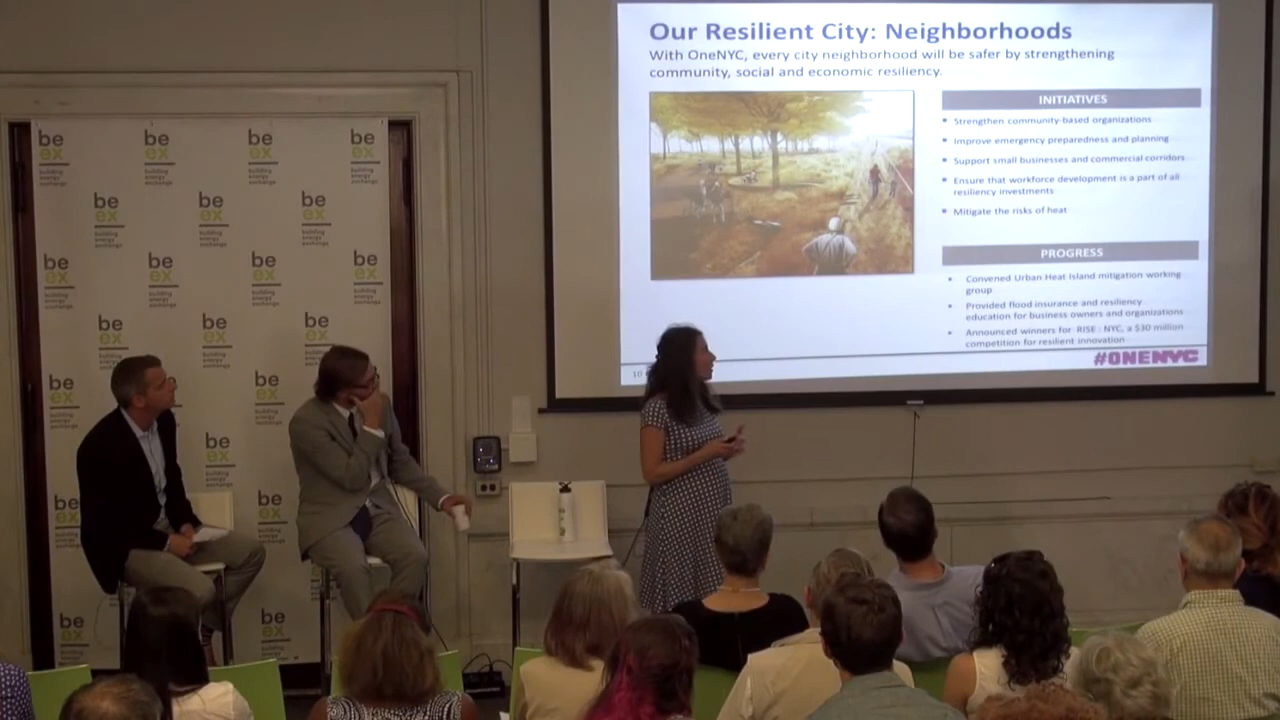 Our Resilient City: Neighborhoods
With OneNYC, every city neighborhood will be safer by strengthening
community, social and economic resiliency.
INITIATIVES
Strengthen community-based organizations
Improve emergency preparedness and planning
Support small businesses and commercial corridors
Ensure that workforce development is a part of all
resiliency investments
Mitigate the risks of heat
PROGRESS
Convened Urban Heat Island mitigation working
group
Provided flood insurance and resiliency
education for business owners and organizations
Announced winners for RISE : NYC, a $30 million
competition for resilient innovation
10
#ONENYC
be
ex
building
energy
exchange